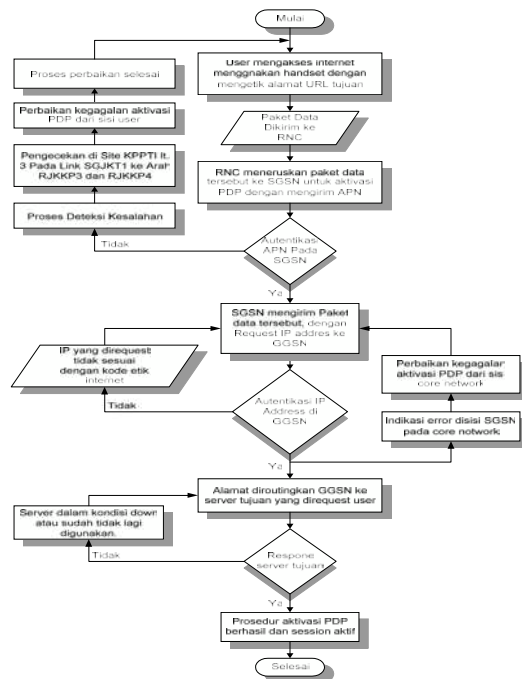 Mulai
User mengakses internet
menggnakan handset dengan
mengetik alamat URL tujuan
Paket Data
Dikirim ke
RNC
RNC meneruskan paket data
tersebut ke SGSN untuk aktivasi
PDP dengan mengirim APN
Autentikasi
APN Pada
SGSN
Tidak
Proses Deteksi Kesalahan
Pengecekan di Site KPPTI lt.
3 Pada Link SGJKT1 ke Arah
RJKKP3 dan RJKKP4
Perbaikan kegagalan aktivasi
PDP dari sisi user
Proses perbaikan selesai
Ya
SGSN mengirim Paket
data tersebut, dengan
Request IP addres ke
GGSN
Autentikasi IP
Address di
GGSN
Tidak
IP yang direquest
tidak sesuai
dengan kode etik
internet
Indikasi error disisi SGSN
pada core notwork
Perbaikan kegagalan
aktivasi PDP dari sisi
core network
Ya
Alamat diroutingkan GGSN ke
server tujuan yang direquest user
Respone
server tujuan
Tidak
Server dalam kondisi down
atau sudah tidak lagi
digunakan.
Ya
Prosedur aktivasi PDP
berhasil dan session aktif
Selesai